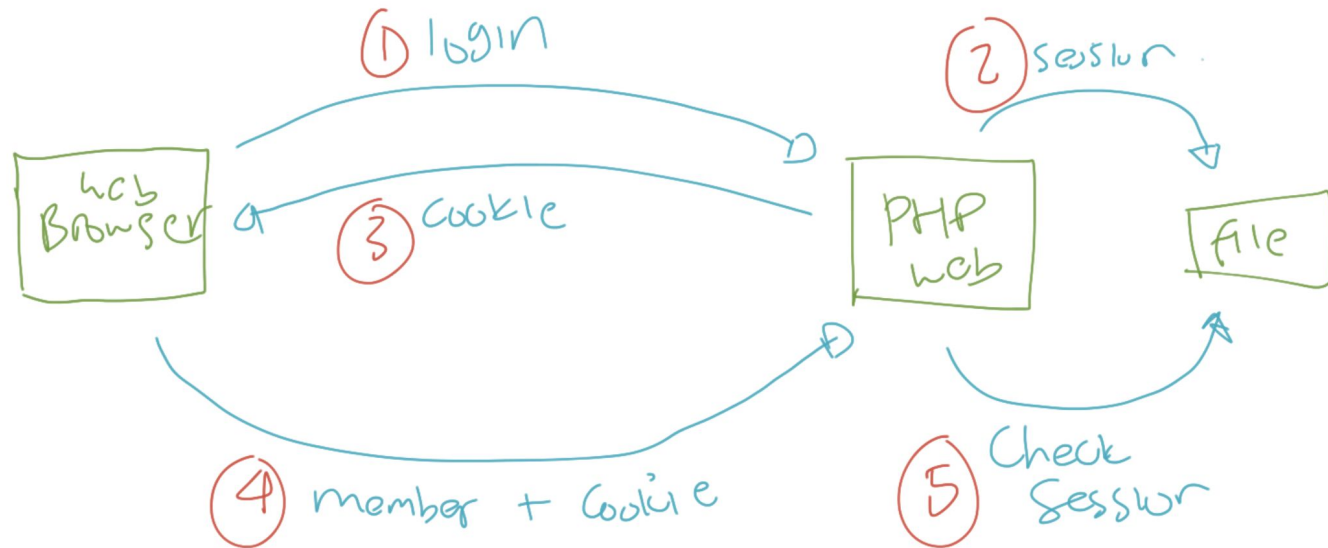 1 login
2 session
web
Browser
3 Cookie
PHP
web
file
4 member + Cookie
5 Check
Session